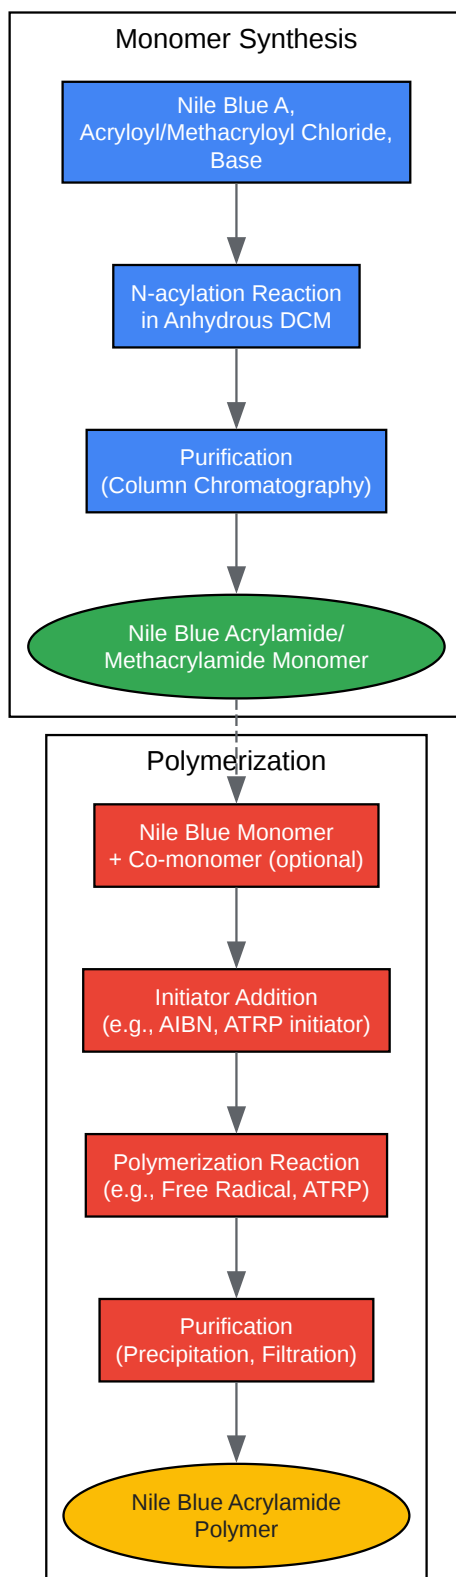 Monomer Synthesis
Nile Blue A,
Acryloyl/Methacryloyl Chloride,
Base
N-acylation Reaction
in Anhydrous DCM
Purification
(Column Chromatography)
Nile Blue Acrylamide/
Methacrylamide Monomer
Polymerization
Nile Blue Monomer
+ Co-monomer (optional)
Initiator Addition
(e.g., AIBN, ATRP initiator)
Polymerization Reaction
(e.g., Free Radical, ATRP)
Purification
(Precipitation, Filtration)
Nile Blue Acrylamide
Polymer